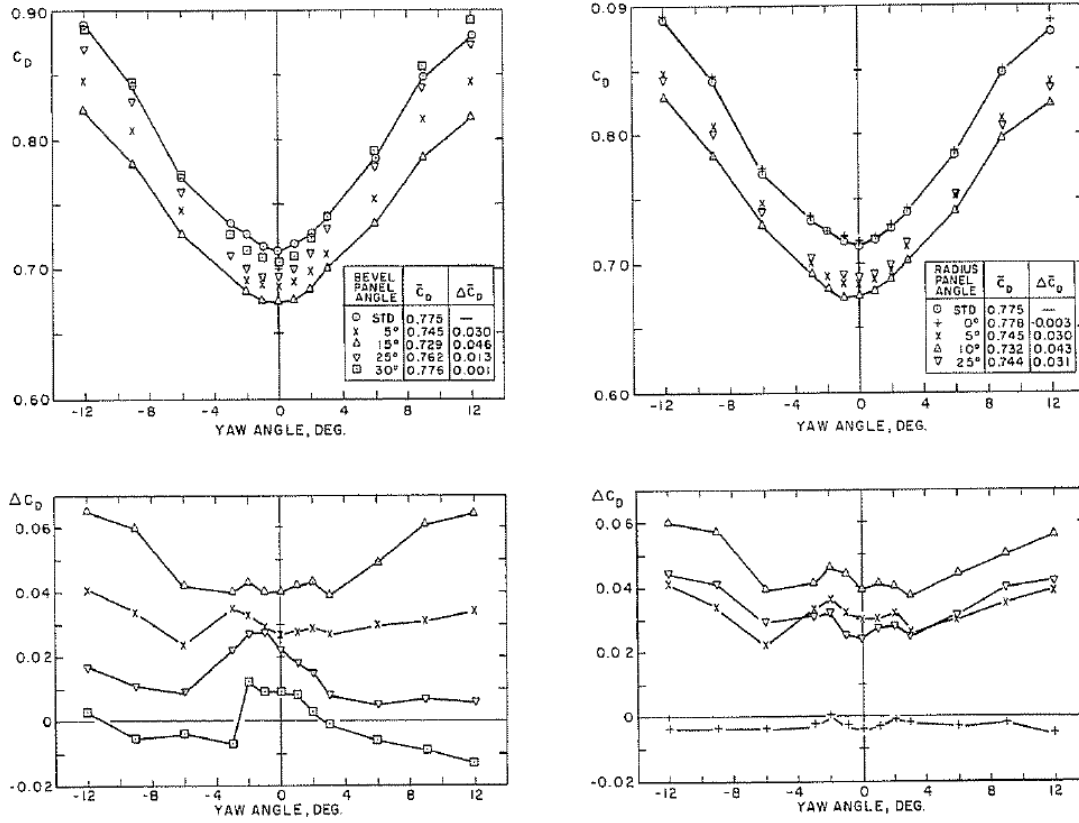 0.90
C_D
0.80
0.70
0.60
-12 -8 -4 0 4 8 12
YAW ANGLE, DEG.
BEVEL PANEL ANGLE C̄_D ΔC̄_D
⊙ STD 0.775 —
× 5° 0.745 0.030
△ 15° 0.729 0.046
▽ 25° 0.762 0.013
⊡ 30° 0.776 0.001
0.09
C_D
0.80
0.70
0.60
-12 -8 -4 0 4 8 12
YAW ANGLE, DEG.
RADIUS PANEL ANGLE C̄_D ΔC̄_D
⊙ STD 0.775 —
+ 0° 0.778 -0.003
× 5° 0.745 0.030
△ 10° 0.732 0.043
▽ 25° 0.744 0.031
ΔC_D
0.06
0.04
0.02
0
-0.02
-12 -8 -4 0 4 8 12
YAW ANGLE, DEG.
ΔC_D
0.06
0.04
0.02
0
-0.02
-12 -8 -4 0 4 8 12
YAW ANGLE, DEG.